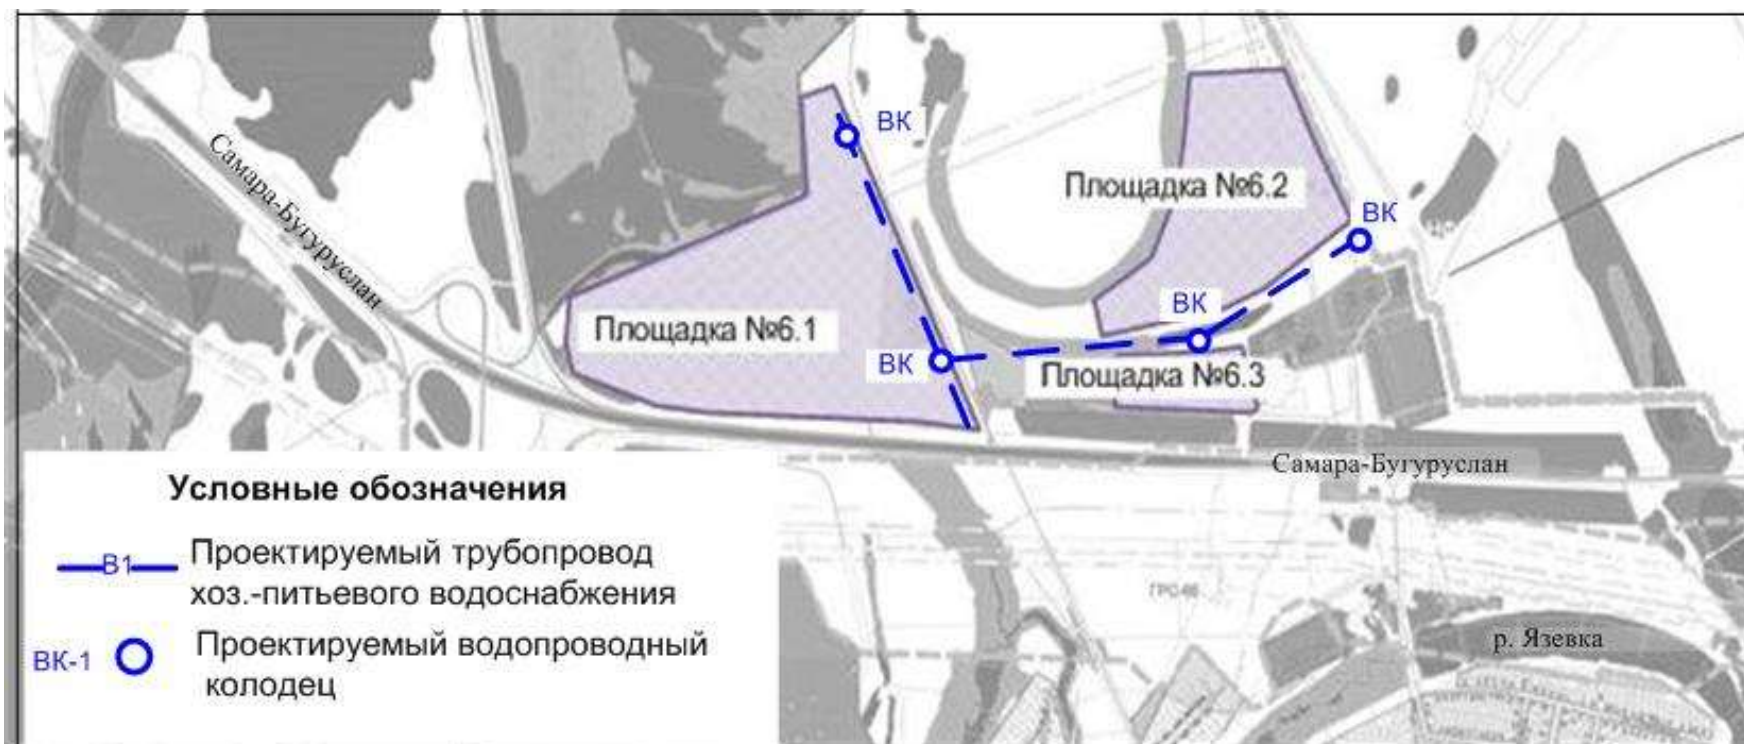 ВК
Самара-Бугуруслан
Площадка №6.2
ВК
ВК
Площадка №6.1
ВК
Площадка №6.3
Самара-Бугуруслан
Условные обозначения
В1
Проектируемый трубопровод
хоз.-питьевого водоснабжения
ВК-1
Проектируемый водопроводный
колодец
р. Язевка